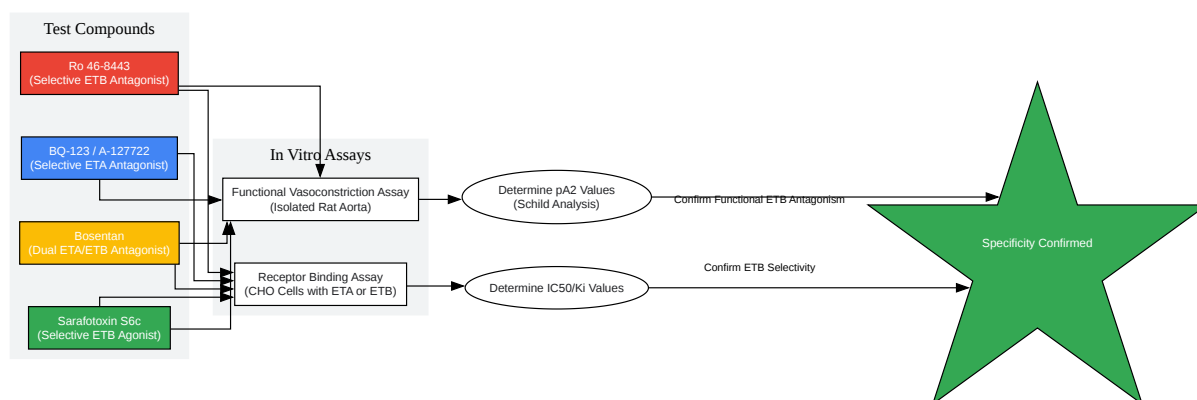 Test Compounds
Ro 46-8443
(Selective ETB Antagonist)
BQ-123 / A-127722
(Selective ETA Antagonist)
Bosentan
(Dual ETA/ETB Antagonist)
Sarafotoxin S6c
(Selective ETB Agonist)
In Vitro Assays
Functional Vasoconstriction Assay
(Isolated Rat Aorta)
Receptor Binding Assay
(CHO Cells with ETA or ETB)
Determine pA2 Values
(Schild Analysis)
Determine IC50/Ki Values
Confirm Functional ETB Antagonism
Confirm ETB Selectivity
Specificity Confirmed